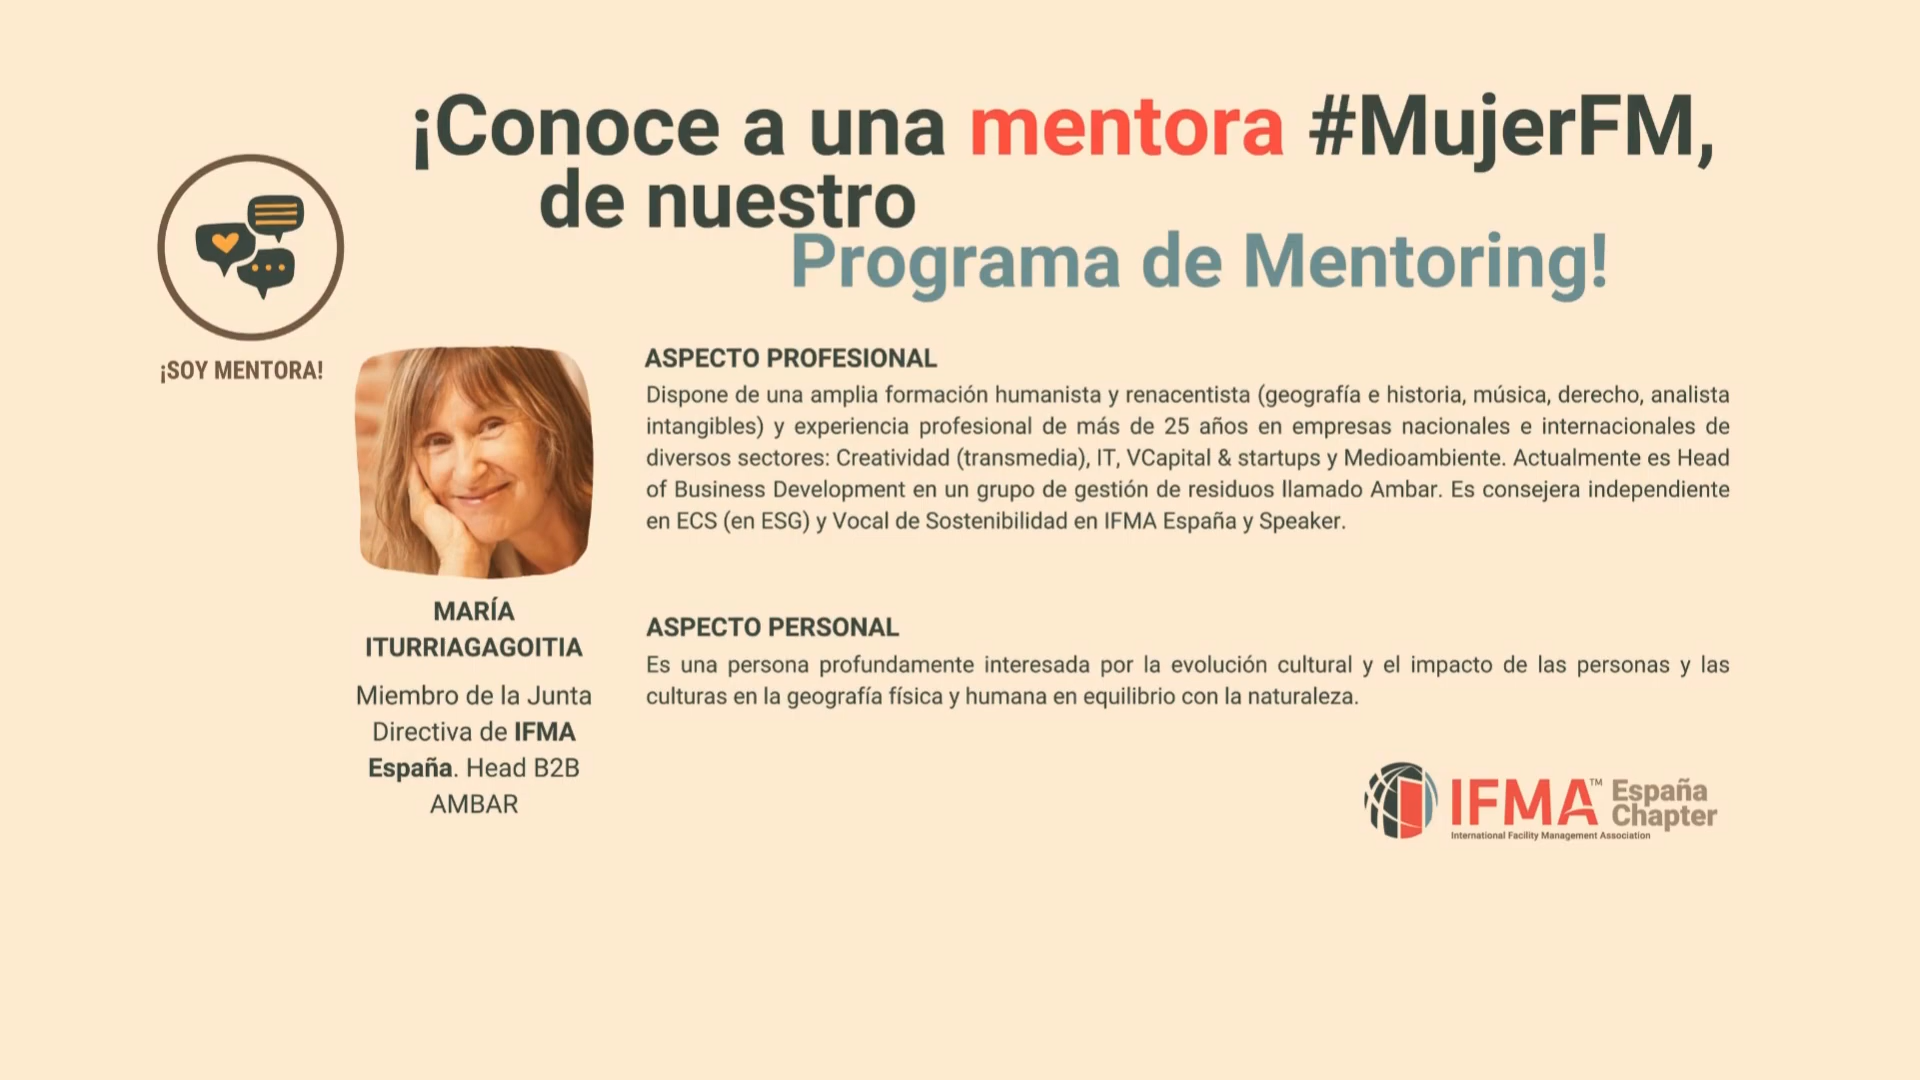 ¡Conoce a una mentora #MujerFM,
de nuestro
Programa de Mentoring!
¡SOY MENTORA!
MARÍA
ITURRIAGAGOITIA
Miembro de la Junta
Directiva de IFMA
España. Head B2B
AMBAR
ASPECTO PROFESIONAL
Dispone de una amplia formación humanista y renacentista (geografía e historia, música, derecho, analista
intangibles) y experiencia profesional de más de 25 años en empresas nacionales e internacionales de
diversos sectores: Creatividad (transmedia), IT, VCapital & startups y Medioambiente. Actualmente es Head
of Business Development en un grupo de gestión de residuos llamado Ambar. Es consejera independiente
en ECS (en ESG) y Vocal de Sostenibilidad en IFMA España y Speaker.
ASPECTO PERSONAL
Es una persona profundamente interesada por la evolución cultural y el impacto de las personas y las
culturas en la geografía física y humana en equilibrio con la naturaleza.
IFMA™ España
Chapter
International Facility Management Association